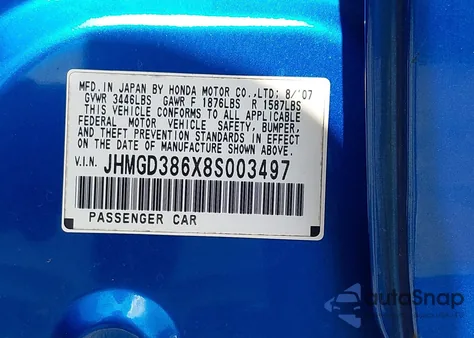 MFD.IN JAPAN BY HONDA MOTOR CO.,LTD: 8/'07
GVWR 3446LBS GAWR F 1876LBS R 1587LBS
THIS VEHICLE CONFORMS TO ALL APPLICABLE
FEDERAL MOTOR VEHICLE SAFETY, BUMPER,
AND THEFT PREVENTION STANDARDS IN EFFECT
ON THE DATE OF MANUFACTURE SHOWN ABOVE.
V.I.N. JHMGD386X8S003497
PASSENGER CAR
autoSnap